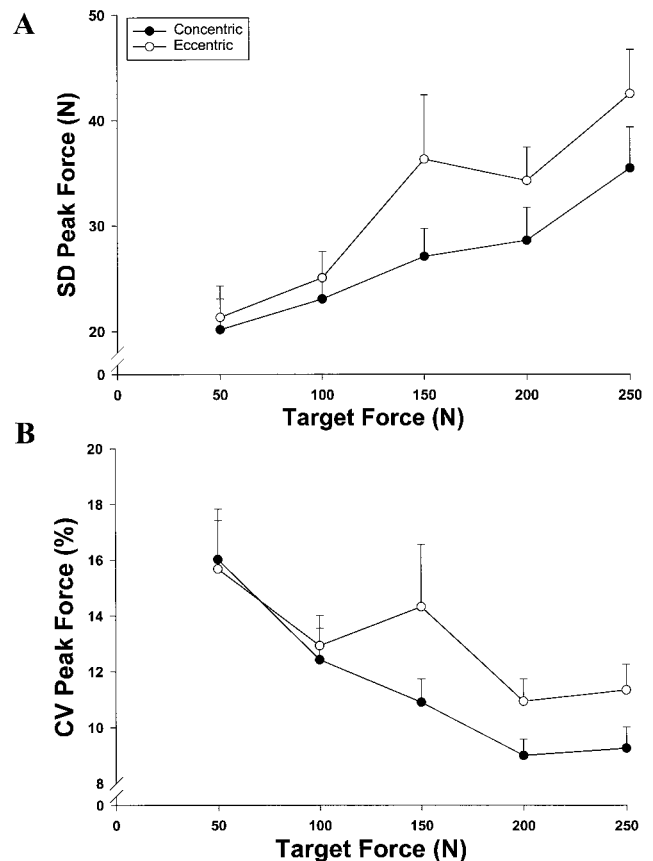 A
50
Concentric
Eccentric
40
30
20
0
SD Peak Force (N)
0 50 100 150 200 250
Target Force (N)
B
20
18
16
14
12
10
8
0
CV Peak Force (%)
0 50 100 150 200 250
Target Force (N)